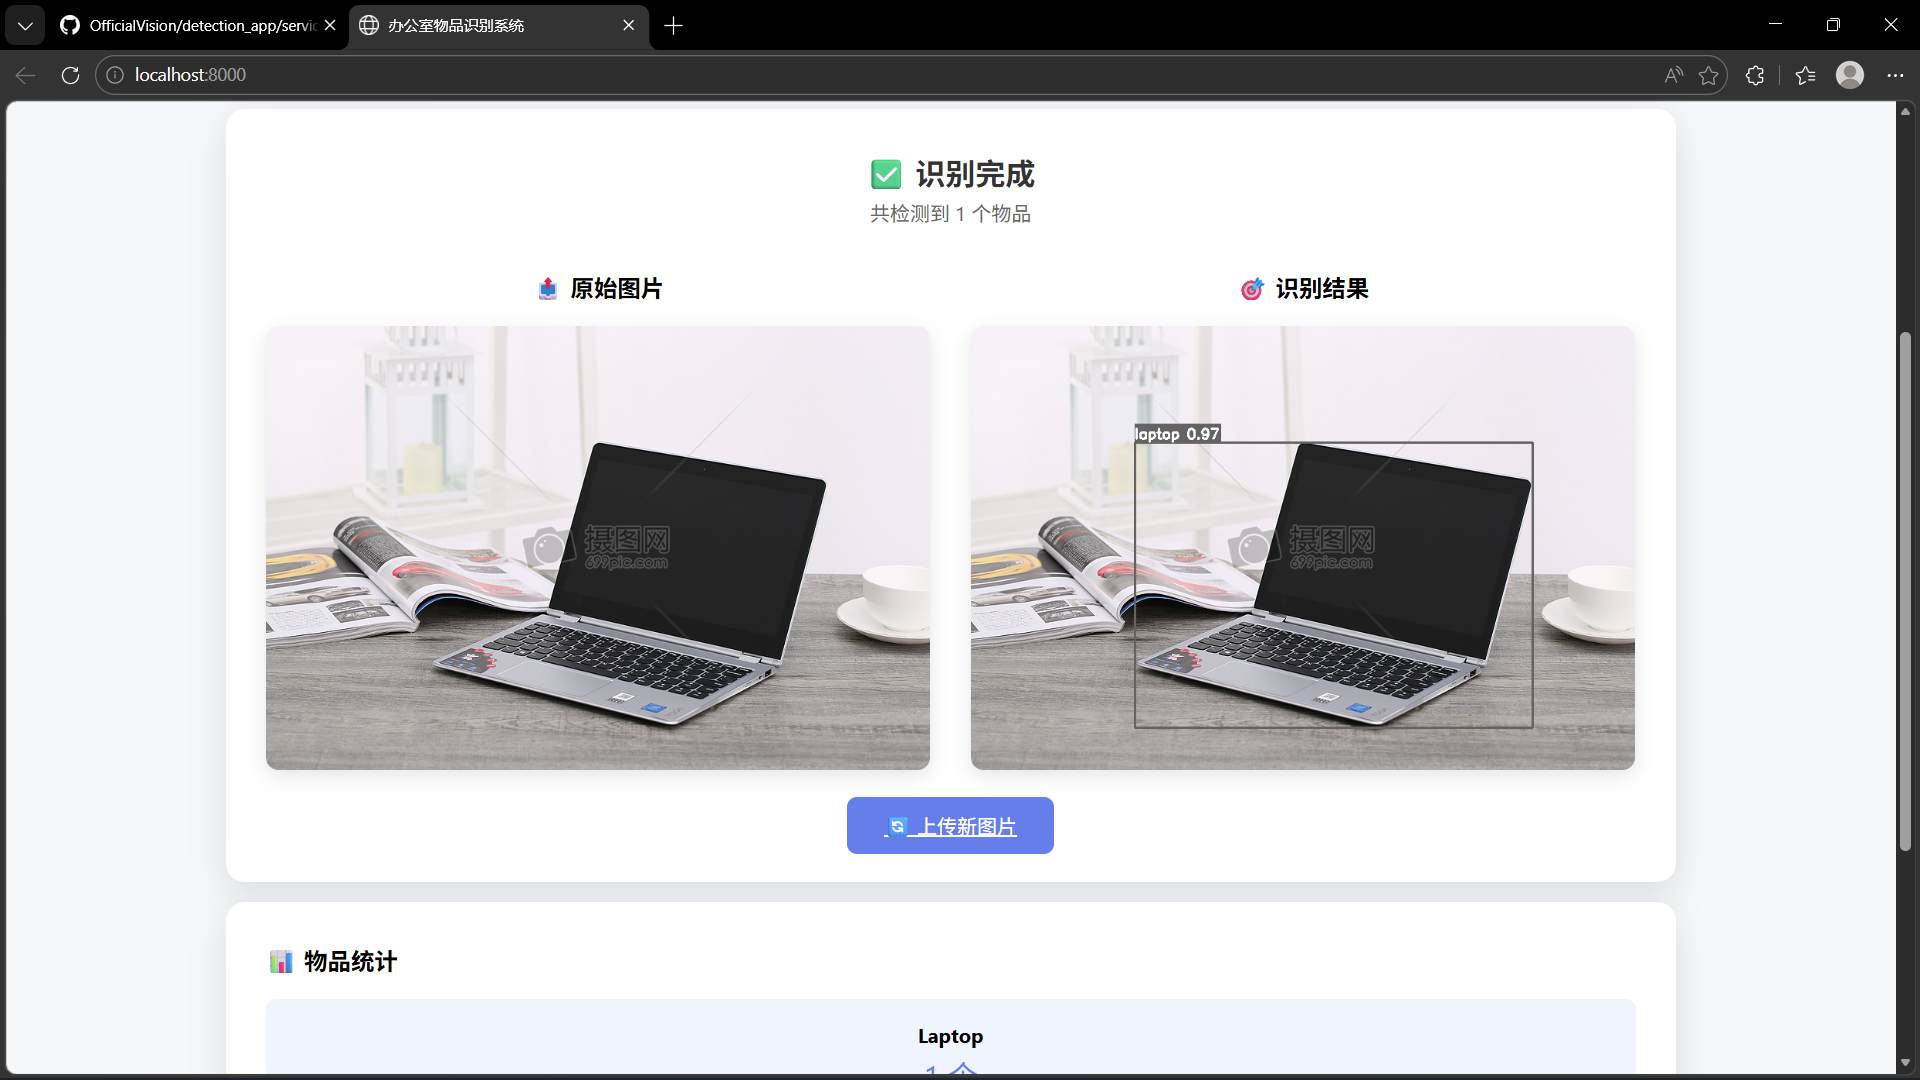 OfficialVision/detection_app/servic
办公室物品识别系统
localhost:8000
识别完成
共检测到 1 个物品
原始图片
识别结果
摄图网
699pic.com
laptop 0.97
摄图网
699pic.com
上传新图片
物品统计
Laptop
1 个